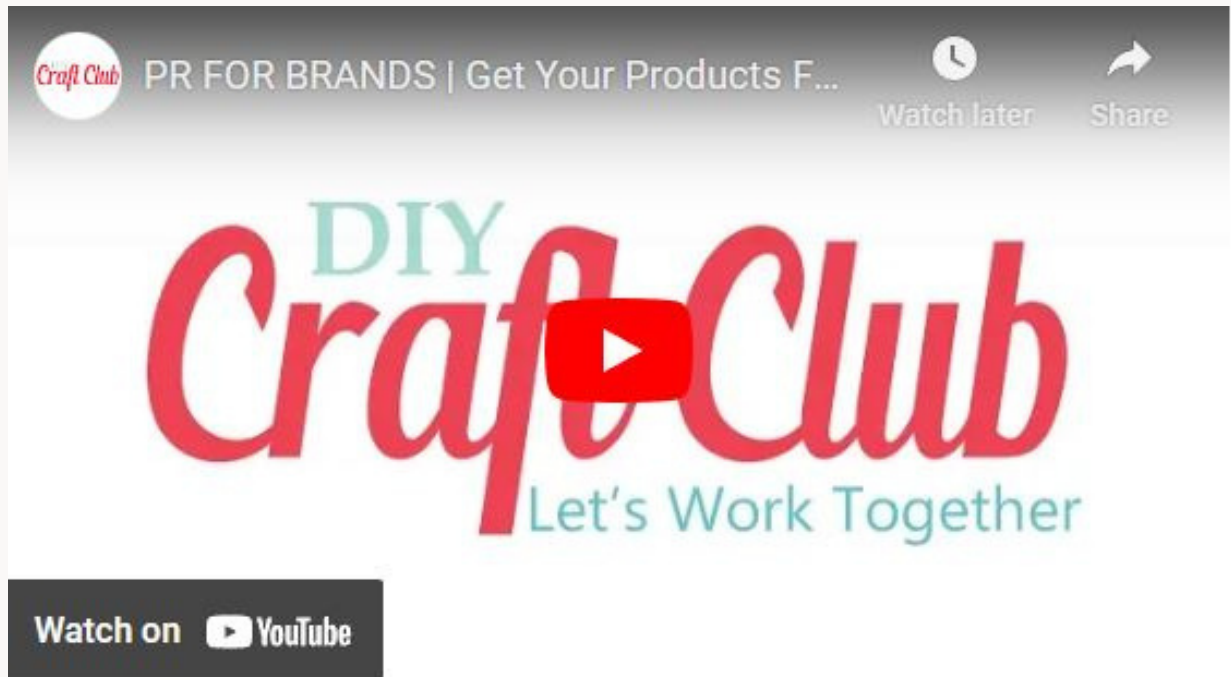 Craft Club
PR FOR BRANDS | Get Your Products F...
Watch later
Share
DIY
Craft Club
Let's Work Together
Watch on YouTube